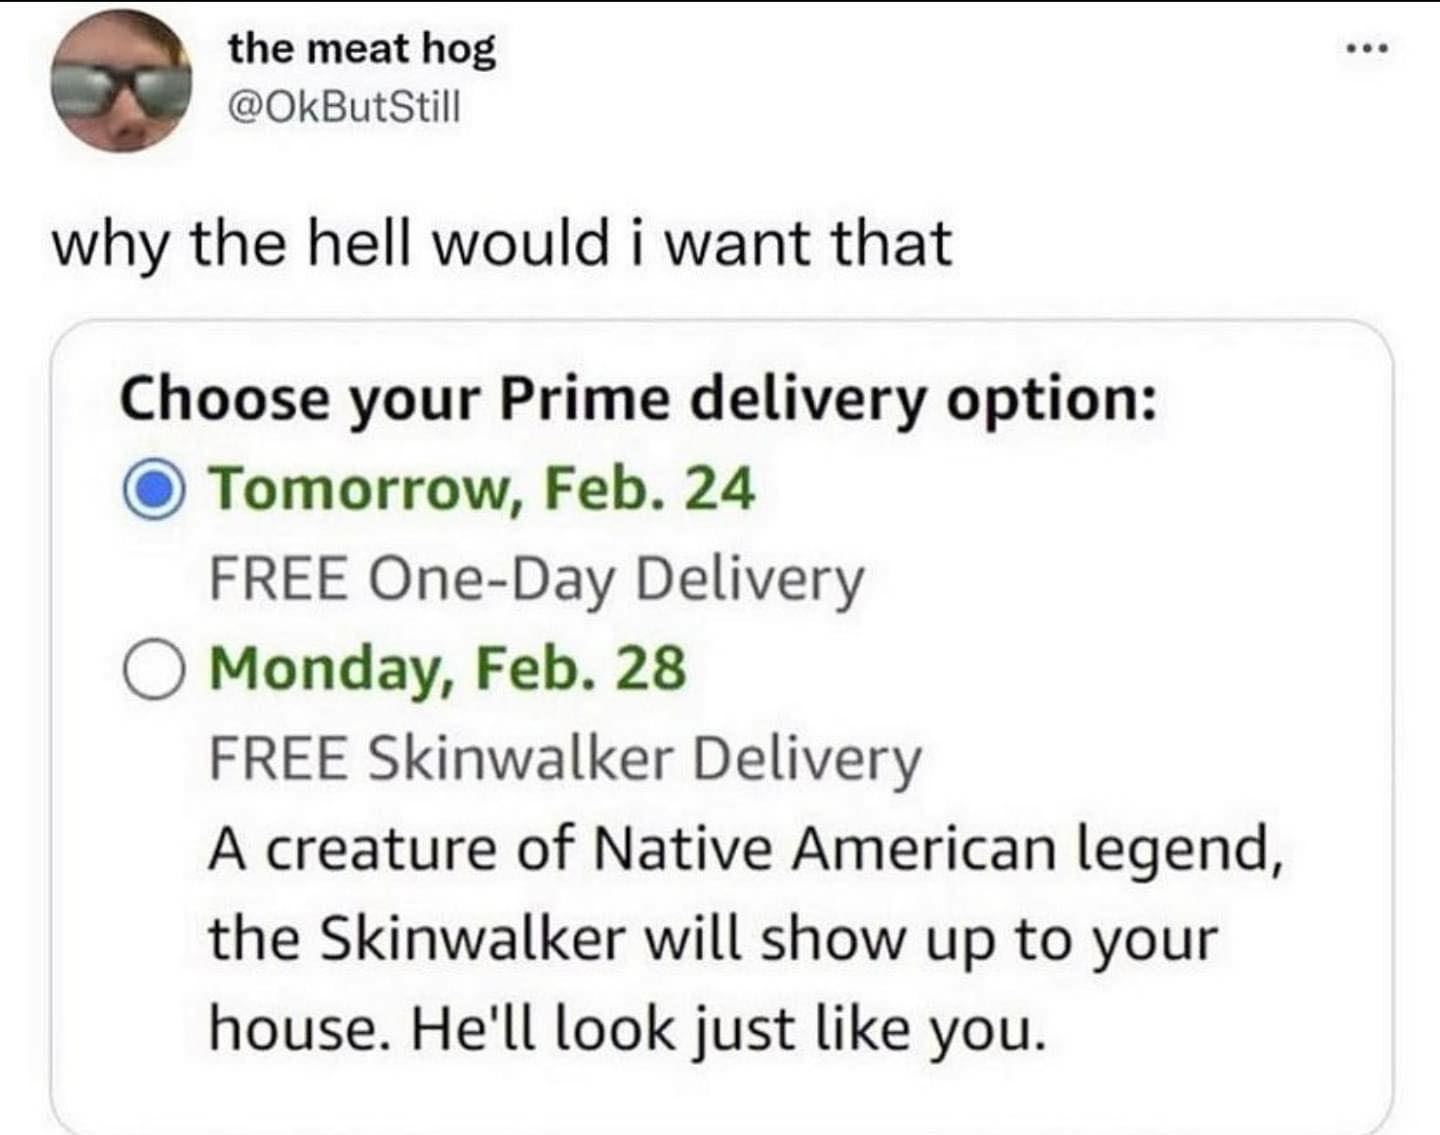 the meat hog
@OkButStill
why the hell would i want that
Choose your Prime delivery option:
Tomorrow, Feb. 24
FREE One-Day Delivery
Monday, Feb. 28
FREE Skinwalker Delivery
A creature of Native American legend,
the Skinwalker will show up to your
house. He'll look just like you.